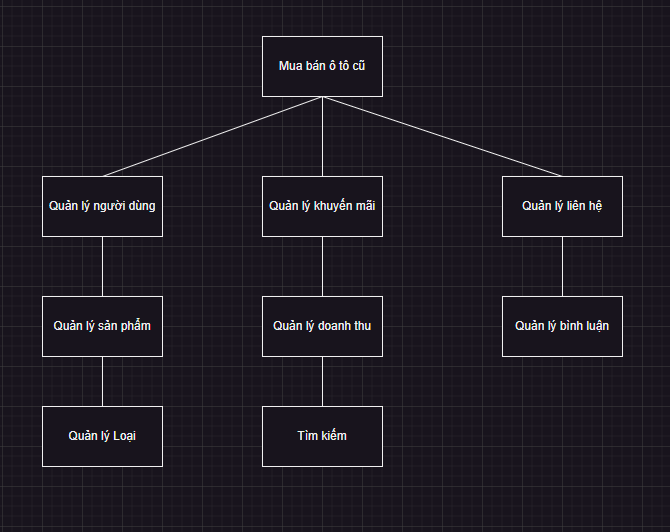 Mua bán ô tô cũ
Quản lý người dùng
Quản lý khuyến mãi
Quản lý liên hệ
Quản lý sản phẩm
Quản lý doanh thu
Quản lý bình luận
Quản lý Loại
Tìm kiếm